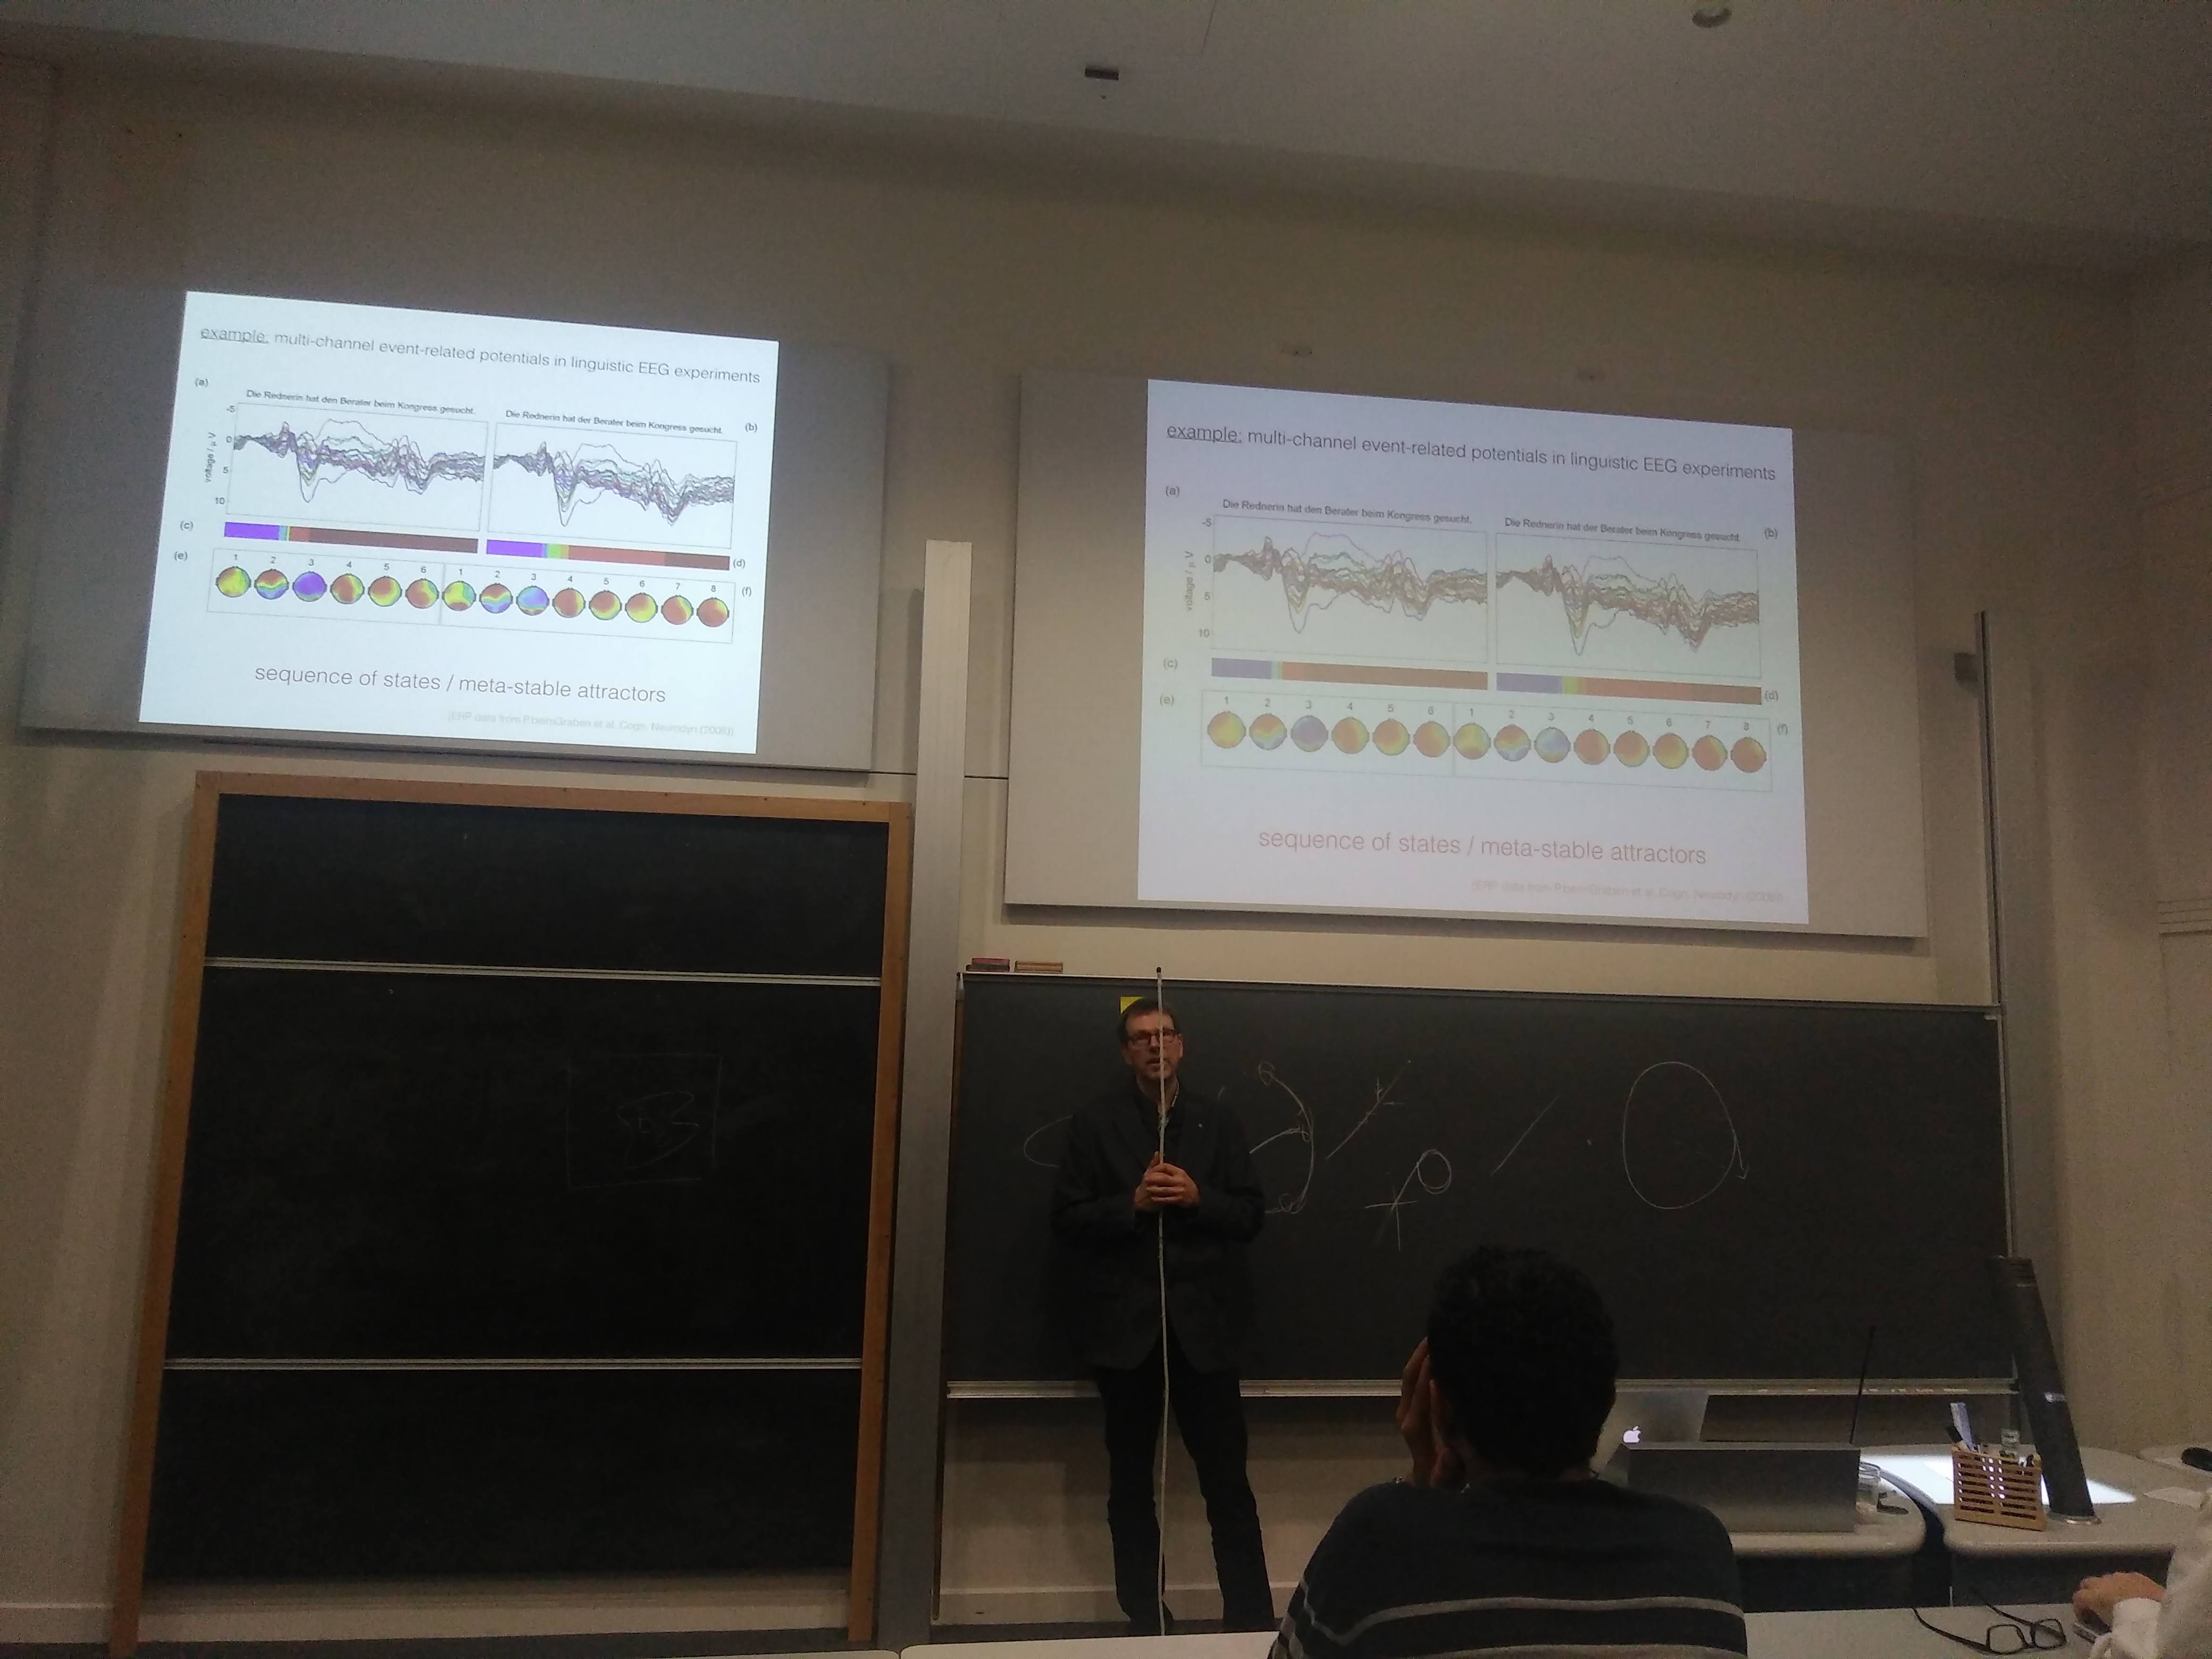 example: multi-channel event-related potentials in linguistic EEG experiments
(a)
Die Rednerin hat den Berater beim Kongress gesucht.
Die Rednerin hat der Berater beim Kongress gesucht.
(b)
-5
0
5
10
voltage / μV
(c)
(d)
(e)
1 2 3 4 5 6 1 2 3 4 5 6 7 8
(f)
sequence of states / meta-stable attractors
(ERP data from P.beimGraben et al. Cogn. Neurodyn.(2008))
example: multi-channel event-related potentials in linguistic EEG experiments
(a)
Die Rednerin hat den Berater beim Kongress gesucht.
Die Rednerin hat der Berater beim Kongress gesucht.
(b)
-5
0
5
10
voltage / μV
(c)
(d)
(e)
1 2 3 4 5 6 1 2 3 4 5 6 7 8
(f)
sequence of states / meta-stable attractors
(ERP data from P.beimGraben et al. Cogn. Neurodyn.(2008))